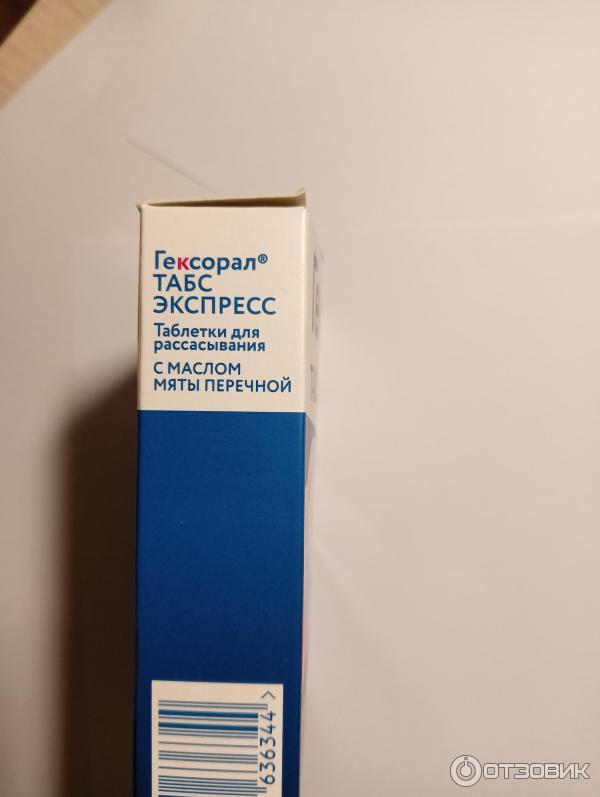 Гексорал®
ТАБС
ЭКСПРЕСС
Таблетки для
рассасывания
С МАСЛОМ
МЯТЫ ПЕРЕЧНОЙ
636344 >
ОТЗОВИК